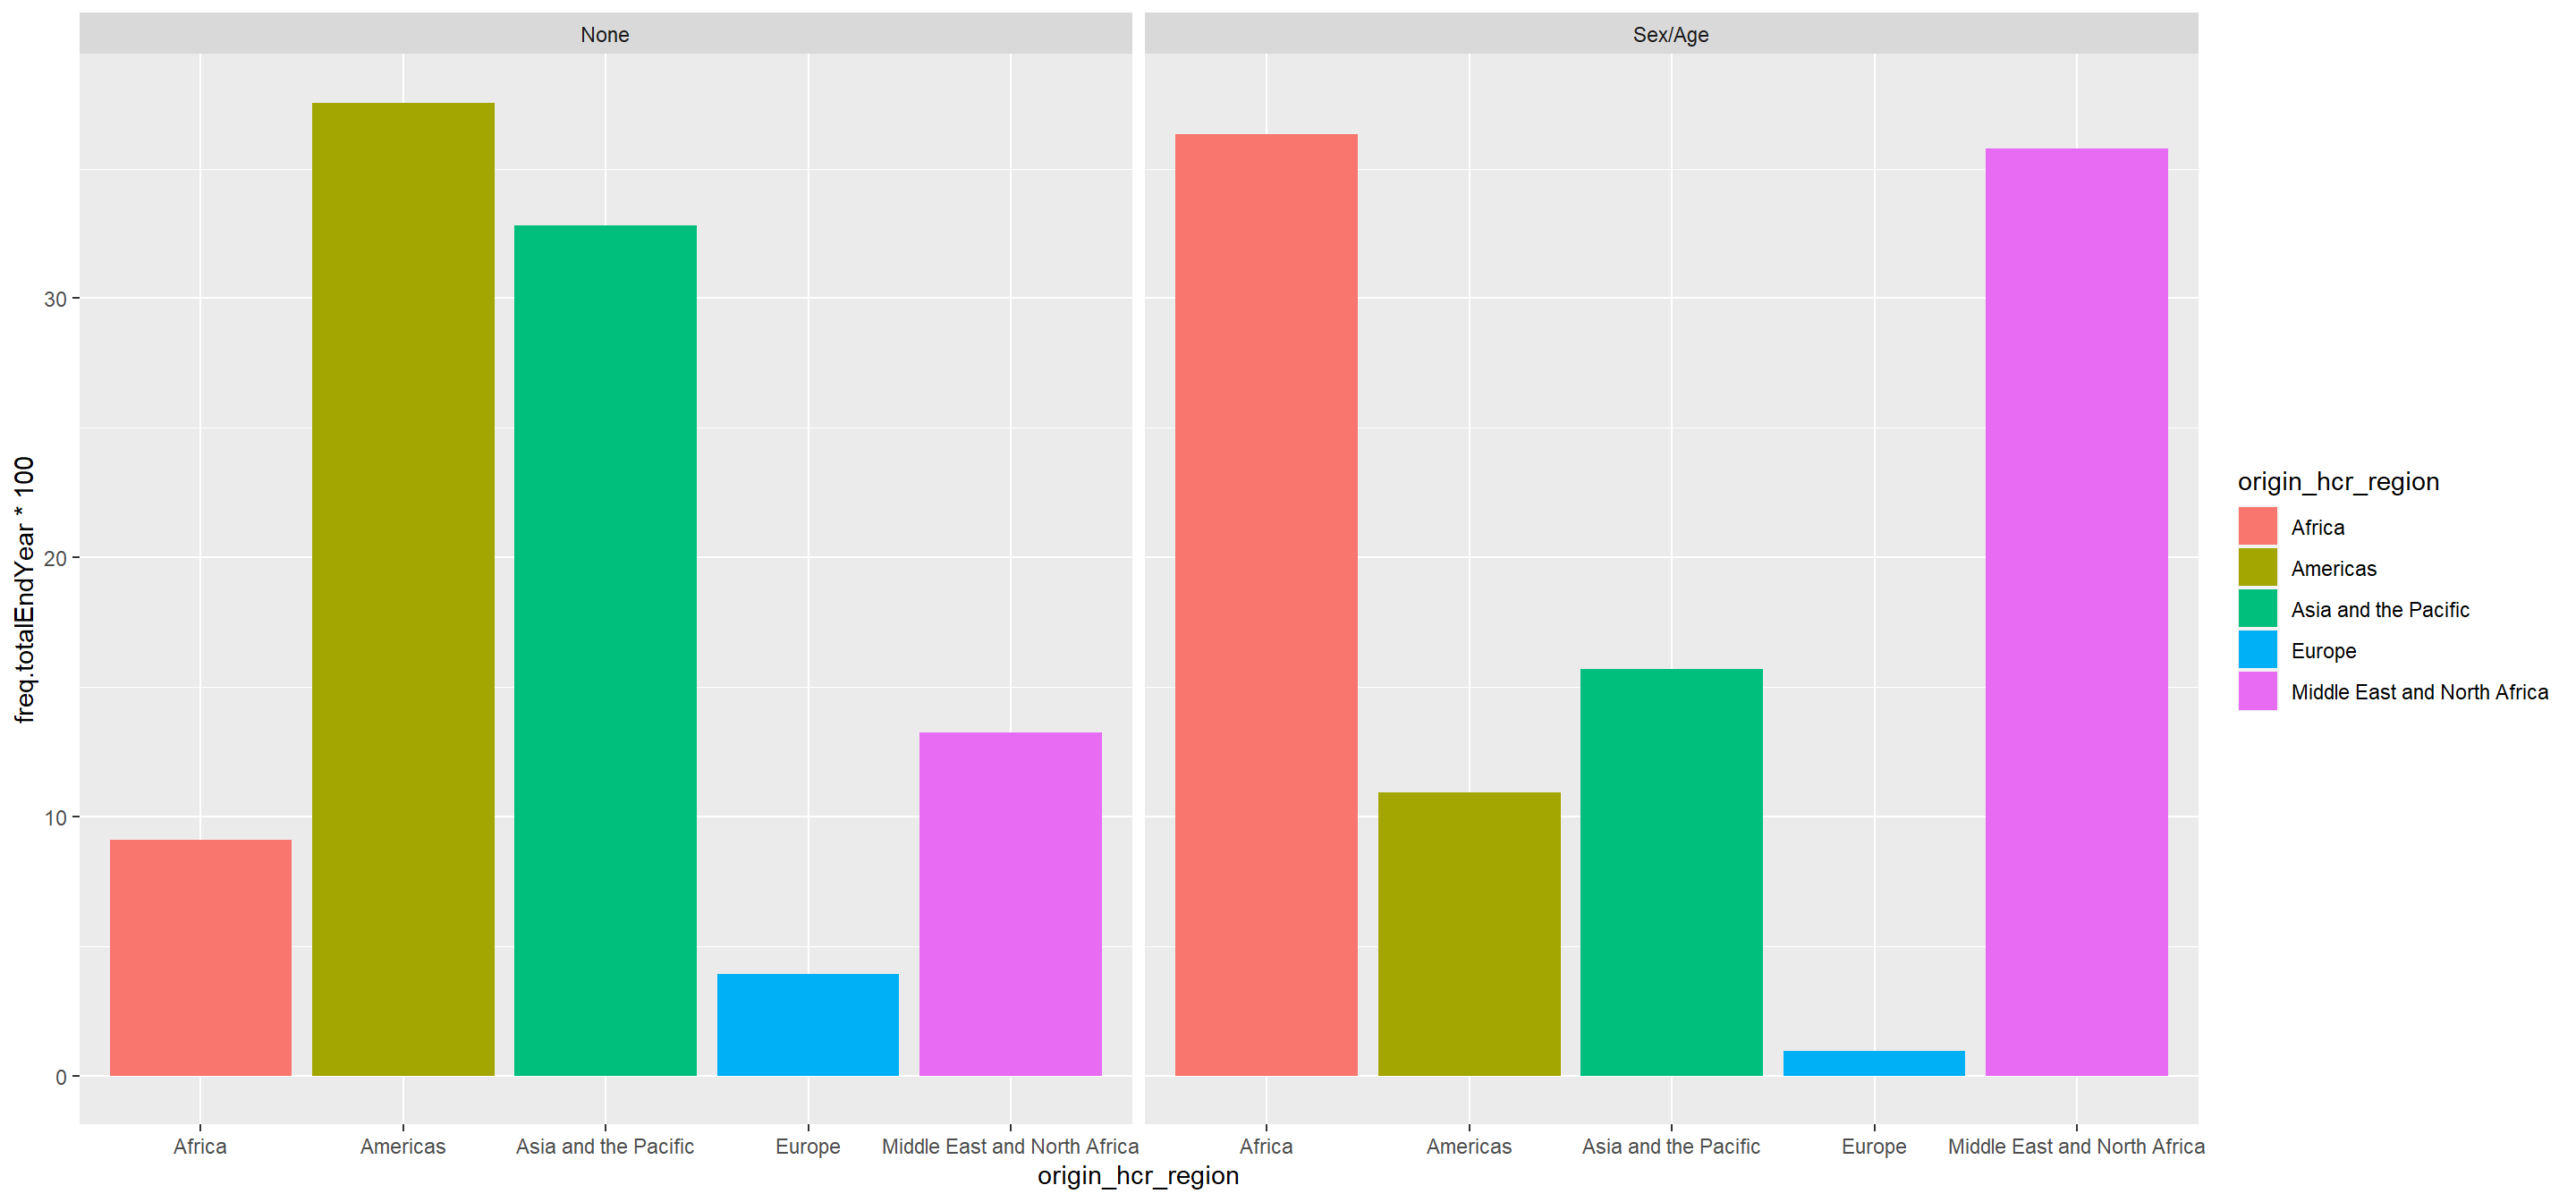 None
Sex/Age
freq.totalEndYear * 100
30
20
10
0
Africa
Americas
Asia and the Pacific
Europe
Middle East and North Africa
Africa
Americas
Asia and the Pacific
Europe
Middle East and North Africa
origin_hcr_region
origin_hcr_region
Africa
Americas
Asia and the Pacific
Europe
Middle East and North Africa